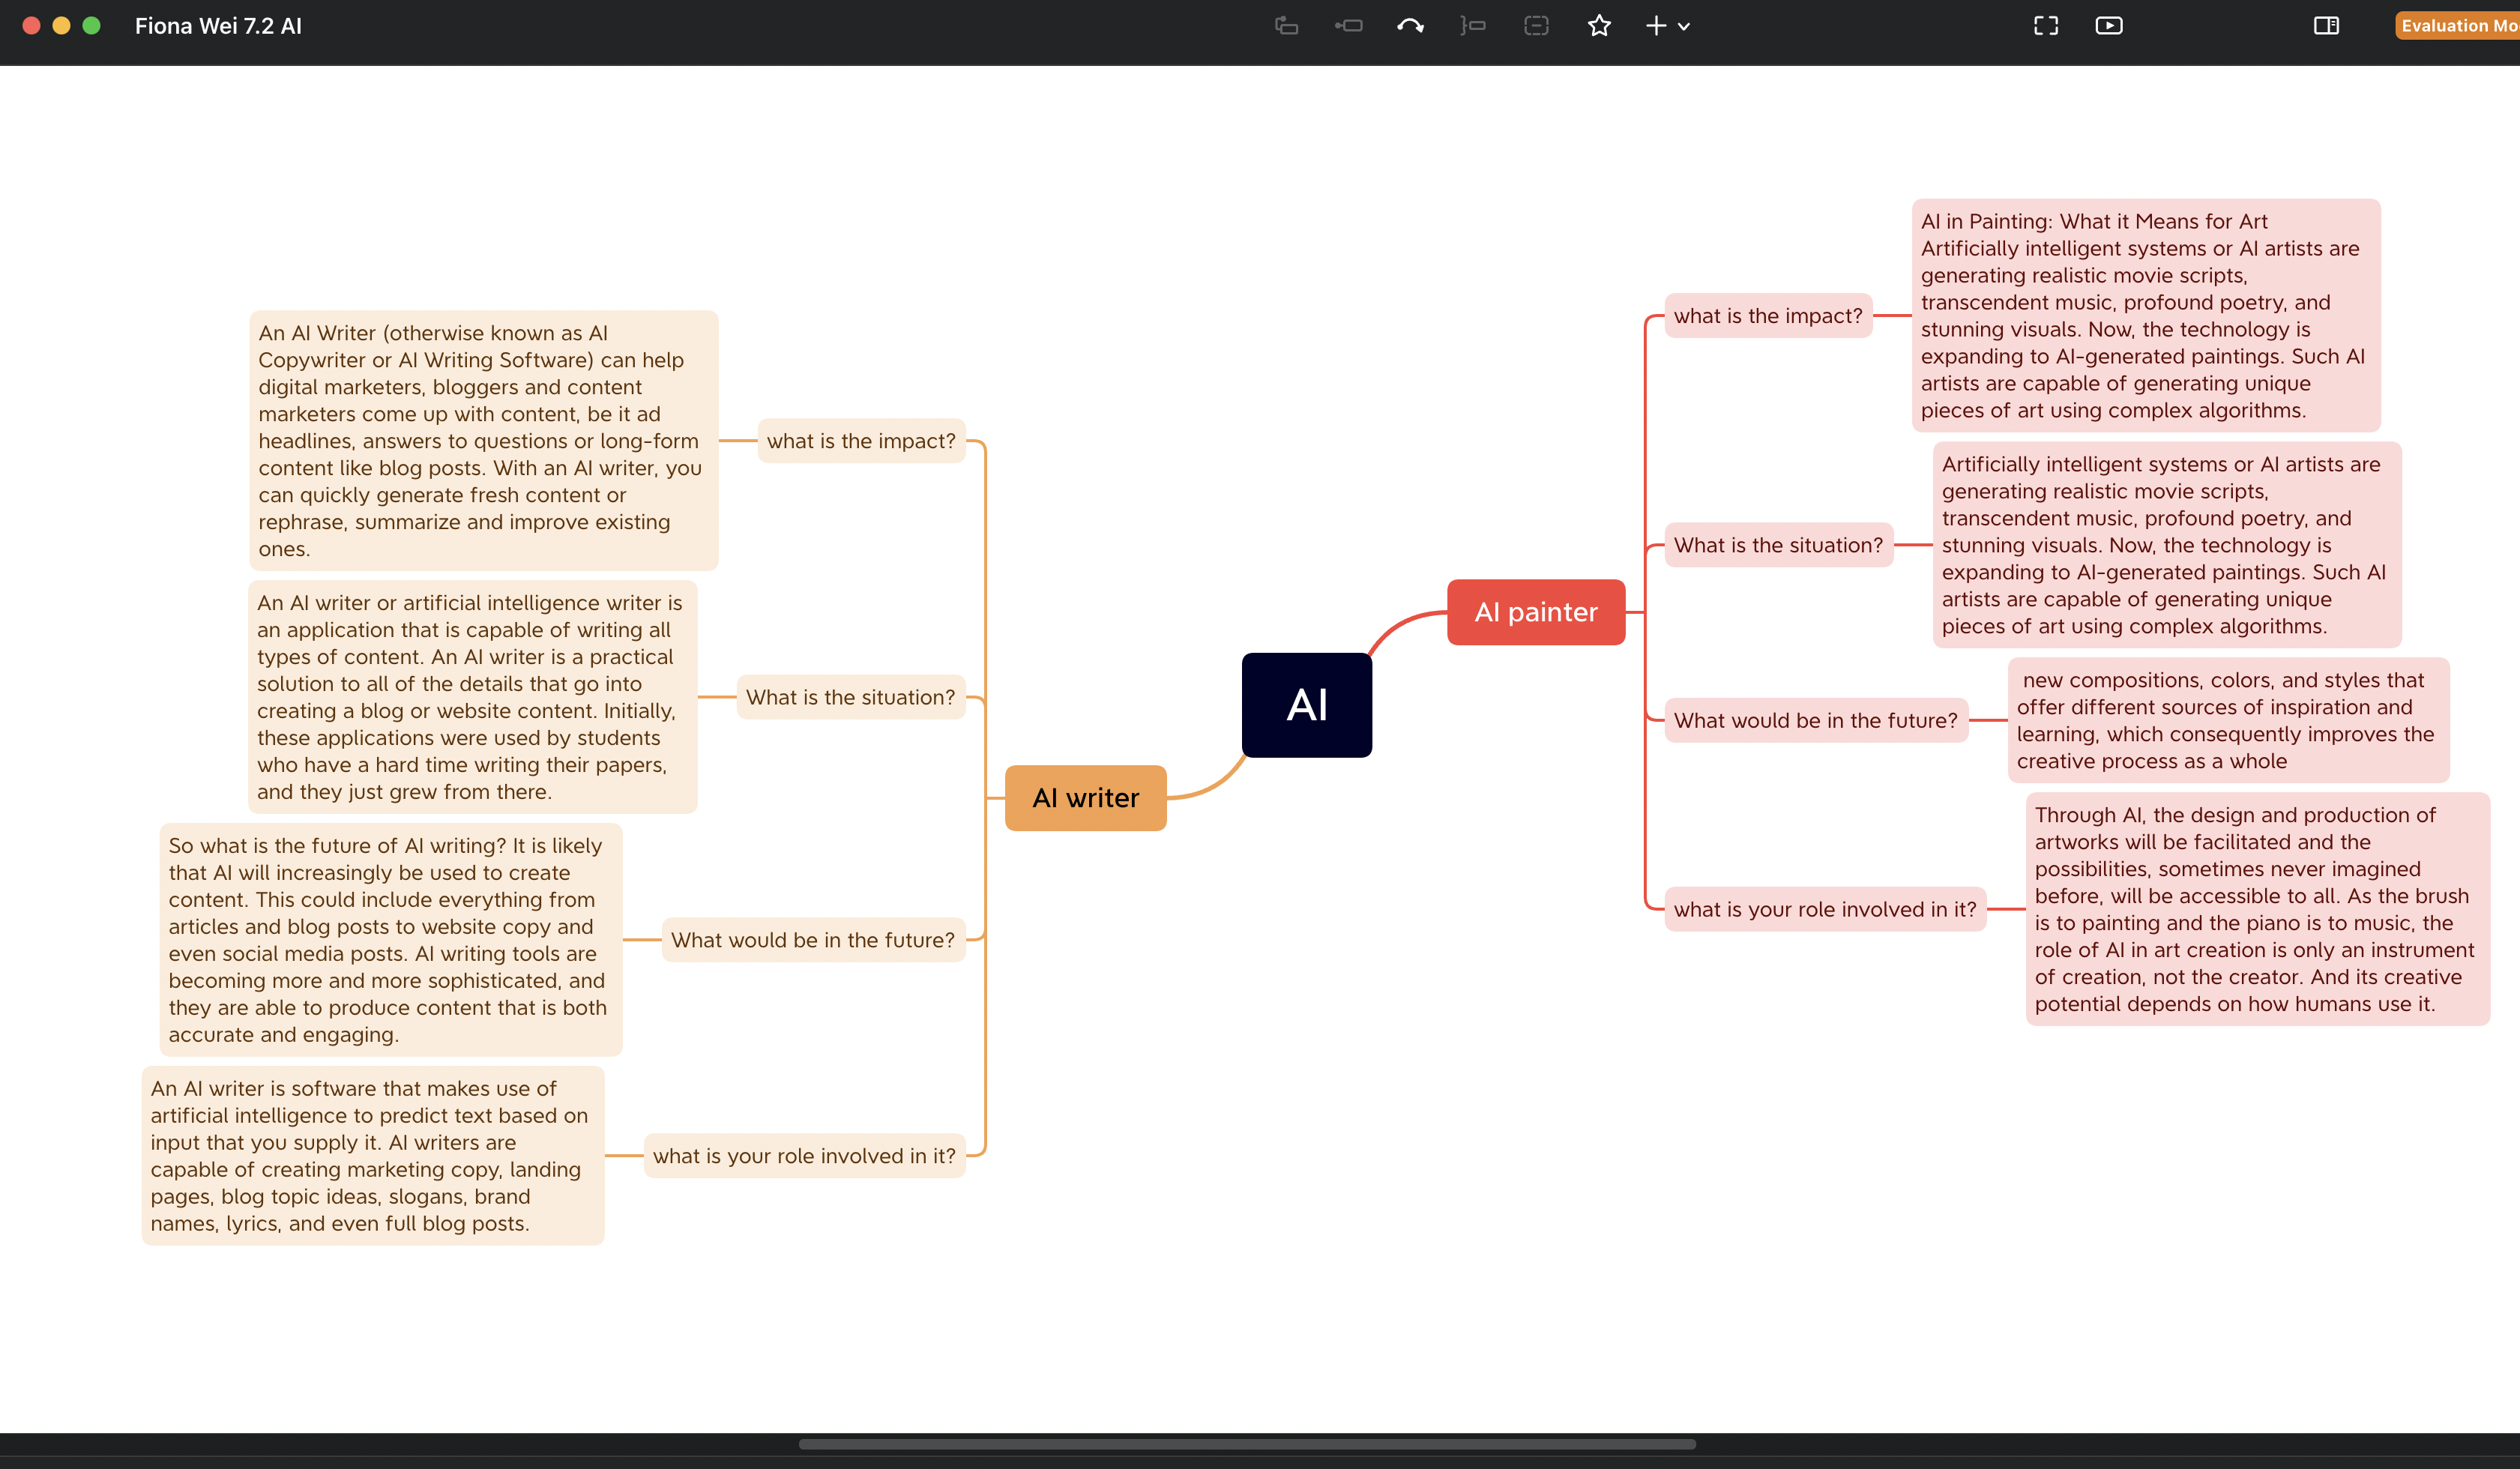 Fiona Wei 7.2 AI
Evaluation Mo
AI
AI writer
what is the impact?
An AI Writer (otherwise known as AI
Copywriter or AI Writing Software) can help
digital marketers, bloggers and content
marketers come up with content, be it ad
headlines, answers to questions or long-form
content like blog posts. With an AI writer, you
can quickly generate fresh content or
rephrase, summarize and improve existing
ones.
What is the situation?
An AI writer or artificial intelligence writer is
an application that is capable of writing all
types of content. An AI writer is a practical
solution to all of the details that go into
creating a blog or website content. Initially,
these applications were used by students
who have a hard time writing their papers,
and they just grew from there.
What would be in the future?
So what is the future of AI writing? It is likely
that AI will increasingly be used to create
content. This could include everything from
articles and blog posts to website copy and
even social media posts. AI writing tools are
becoming more and more sophisticated, and
they are able to produce content that is both
accurate and engaging.
what is your role involved in it?
An AI writer is software that makes use of
artificial intelligence to predict text based on
input that you supply it. AI writers are
capable of creating marketing copy, landing
pages, blog topic ideas, slogans, brand
names, lyrics, and even full blog posts.
AI painter
what is the impact?
AI in Painting: What it Means for Art
Artificially intelligent systems or AI artists are
generating realistic movie scripts,
transcendent music, profound poetry, and
stunning visuals. Now, the technology is
expanding to AI-generated paintings. Such AI
artists are capable of generating unique
pieces of art using complex algorithms.
What is the situation?
Artificially intelligent systems or AI artists are
generating realistic movie scripts,
transcendent music, profound poetry, and
stunning visuals. Now, the technology is
expanding to AI-generated paintings. Such AI
artists are capable of generating unique
pieces of art using complex algorithms.
What would be in the future?
new compositions, colors, and styles that
offer different sources of inspiration and
learning, which consequently improves the
creative process as a whole
what is your role involved in it?
Through AI, the design and production of
artworks will be facilitated and the
possibilities, sometimes never imagined
before, will be accessible to all. As the brush
is to painting and the piano is to music, the
role of AI in art creation is only an instrument
of creation, not the creator. And its creative
potential depends on how humans use it.